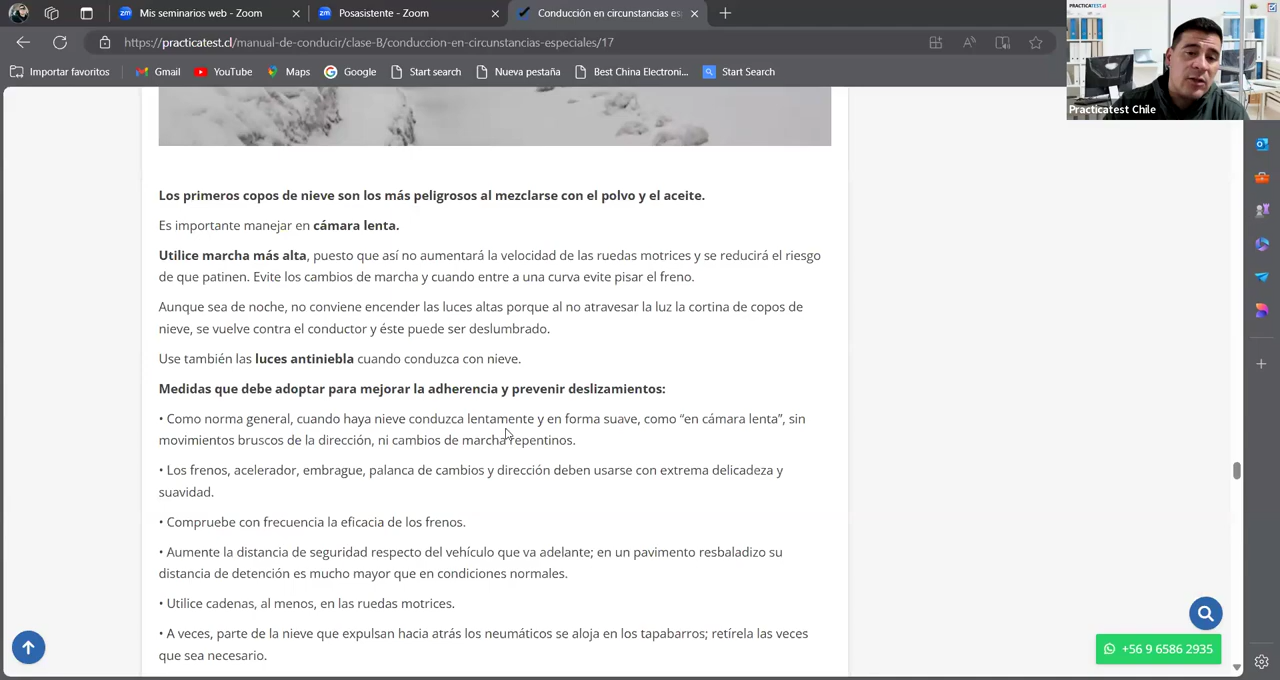 Mis seminarios web - Zoom
Posasistente - Zoom
Conducción en circunstancias es
https://practicatest.cl/manual-de-conducir/clase-B/conduccion-en-circunstancias-especiales/17
Importar favoritos
Gmail
YouTube
Maps
Google
Start search
Nueva pestaña
Best China Electroni...
Start Search
Practicatest Chile
Los primeros copos de nieve son los más peligrosos al mezclarse con el polvo y el aceite.
Es importante manejar en cámara lenta.
Utilice marcha más alta, puesto que así no aumentará la velocidad de las ruedas motrices y se reducirá el riesgo
de que patinen. Evite los cambios de marcha y cuando entre a una curva evite pisar el freno.
Aunque sea de noche, no conviene encender las luces altas porque al no atravesar la luz la cortina de copos de
nieve, se vuelve contra el conductor y éste puede ser deslumbrado.
Use también las luces antiniebla cuando conduzca con nieve.
Medidas que debe adoptar para mejorar la adherencia y prevenir deslizamientos:
• Como norma general, cuando haya nieve conduzca lentamente y en forma suave, como “en cámara lenta”, sin
movimientos bruscos de la dirección, ni cambios de marcha repentinos.
• Los frenos, acelerador, embrague, palanca de cambios y dirección deben usarse con extrema delicadeza y
suavidad.
• Compruebe con frecuencia la eficacia de los frenos.
• Aumente la distancia de seguridad respecto del vehículo que va adelante; en un pavimento resbaladizo su
distancia de detención es mucho mayor que en condiciones normales.
• Utilice cadenas, al menos, en las ruedas motrices.
• A veces, parte de la nieve que expulsan hacia atrás los neumáticos se aloja en los tapabarros; retírela las veces
que sea necesario.
+56 9 6586 2935